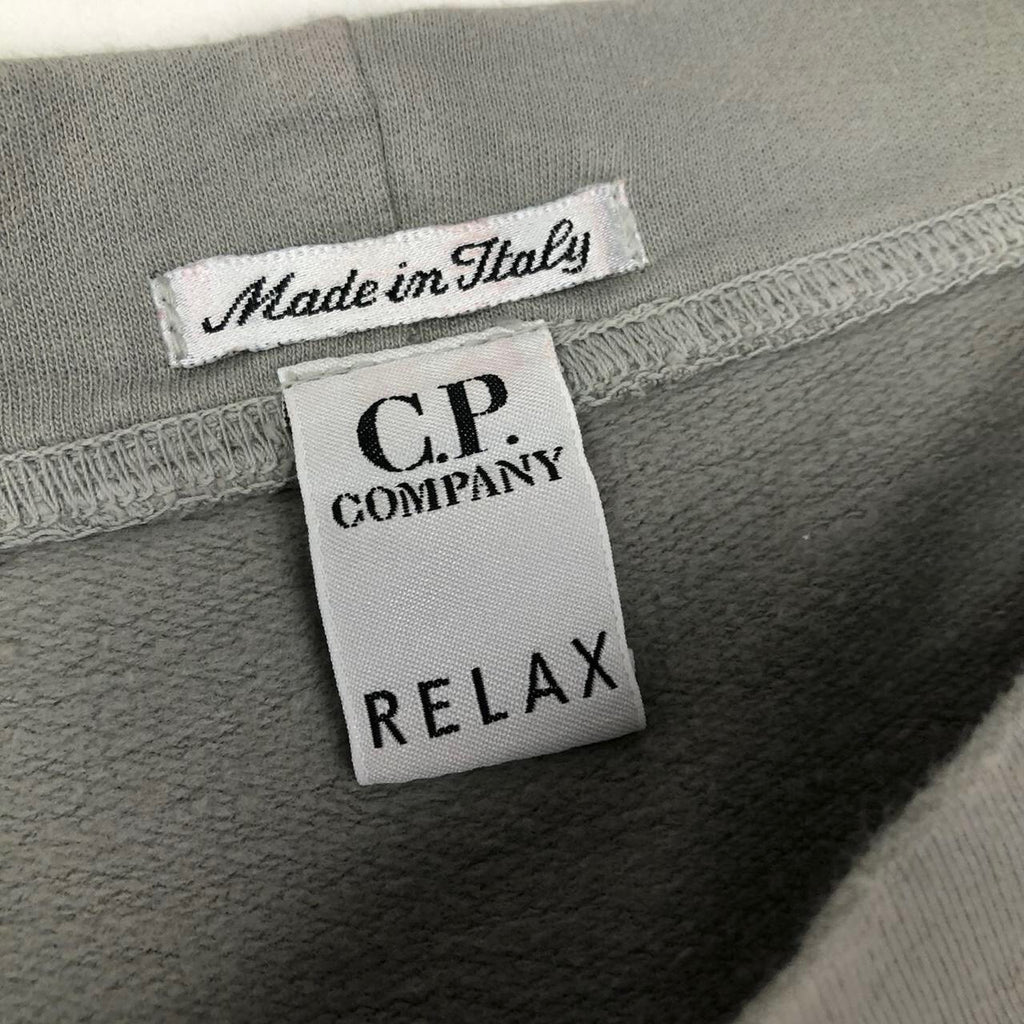 Made in Italy
C.P.
COMPANY
RELAX